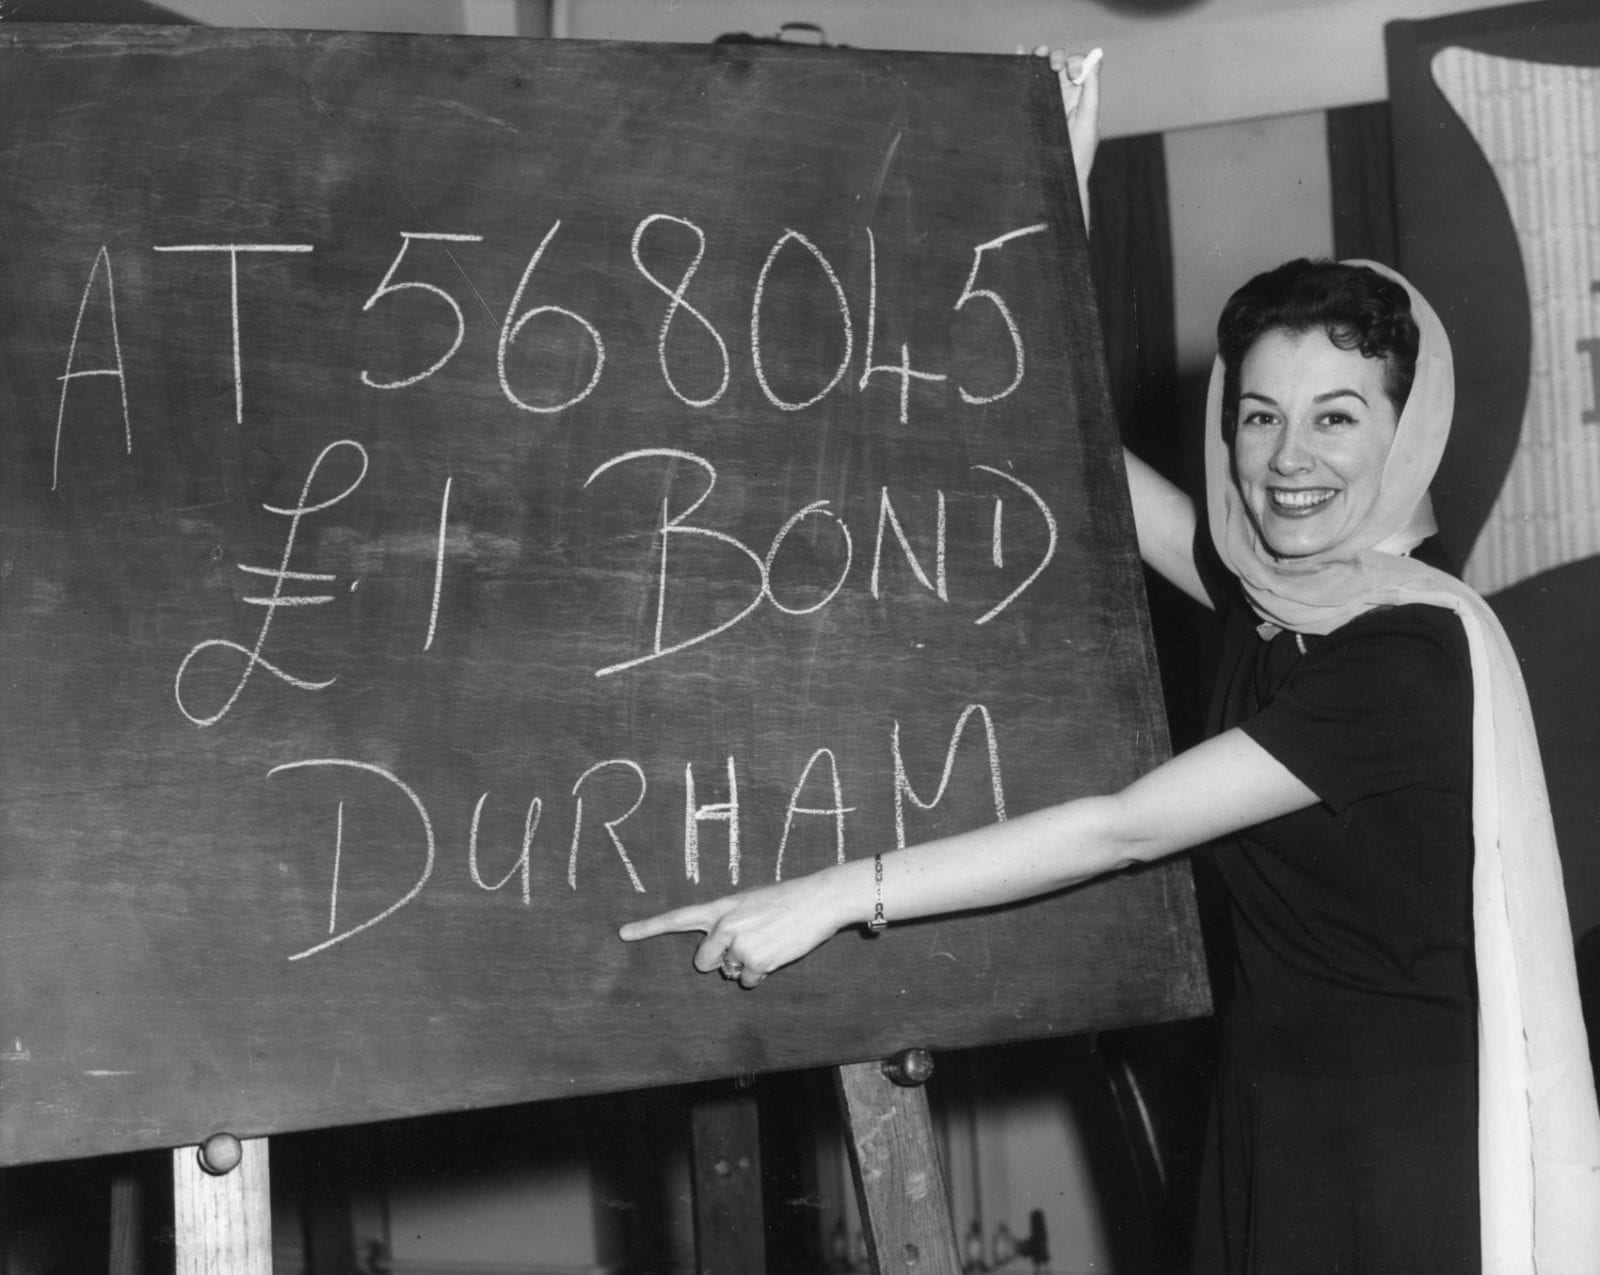 AT 568045
£1 BOND
DURHAM